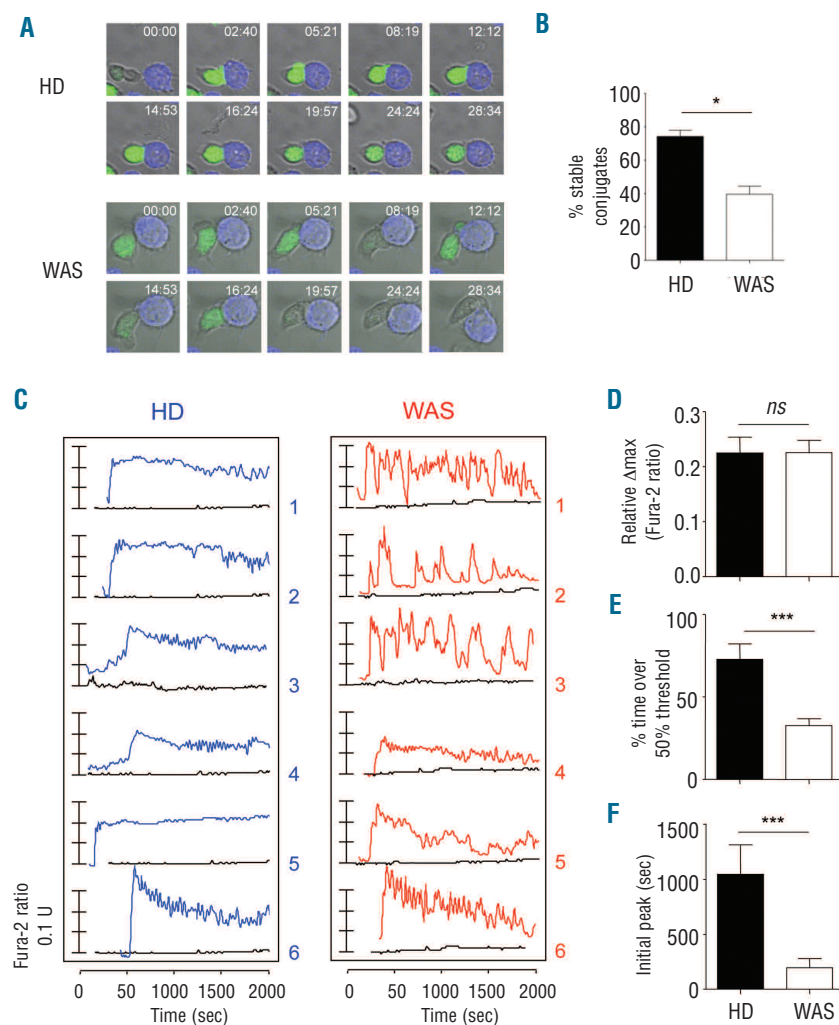 A
HD
00:00 02:40 05:21 08:19 12:12
14:53 16:24 19:57 24:24 28:34
WAS
00:00 02:40 05:21 08:19 12:12
14:53 16:24 19:57 24:24 28:34
B
% stable
conjugates
100
80
60
40
20
0
*
HD WAS
C
HD
WAS
1
2
3
4
5
6
1
2
3
4
5
6
Fura-2 ratio
0.1 U
0 50 1000 1500 2000
Time (sec)
0 50 1000 1500 2000
Time (sec)
D
Relative Δmax
(Fura-2 ratio)
0.3
0.2
0.1
0.0
ns
E
% time over
50% threshold
100
50
0
***
F
Initial peak (sec)
1500
1000
500
0
***
HD WAS